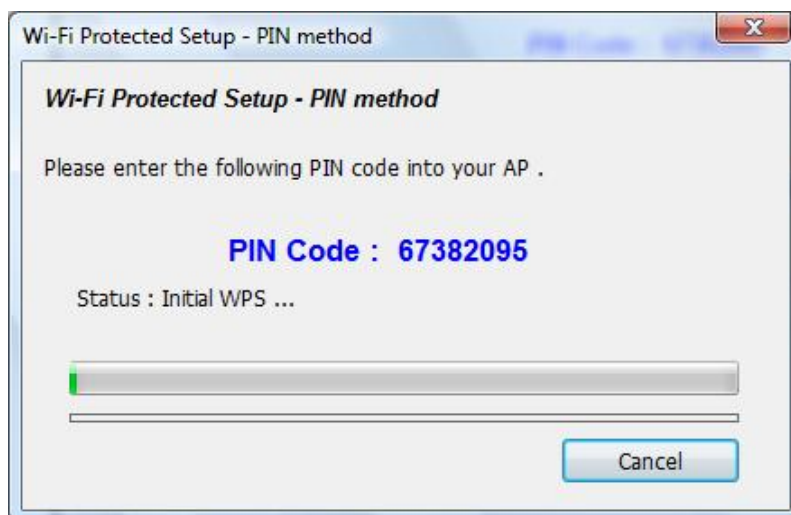 Wi-Fi Protected Setup - PIN method
Wi-Fi Protected Setup - PIN method
Please enter the following PIN code into your AP .
PIN Code : 67382095
Status : Initial WPS ...
Cancel